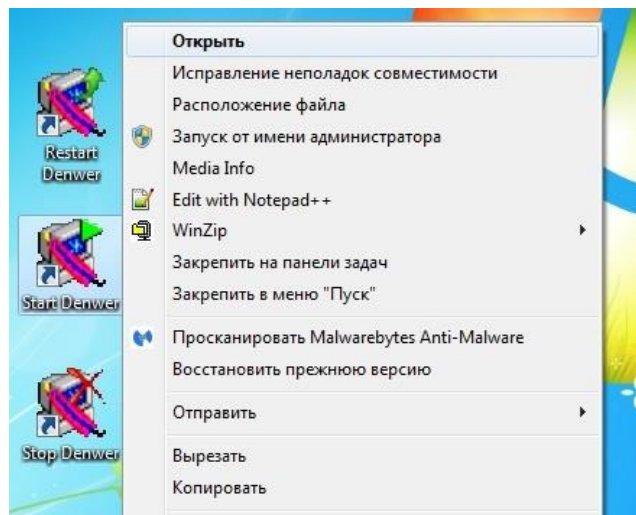 Restart
Denwer
Start Denwer
Stop Denwer
Открыть
Исправление неполадок совместимости
Расположение файла
Запуск от имени администратора
Media Info
Edit with Notepad++
WinZip
Закрепить на панели задач
Закрепить в меню "Пуск"
Просканировать Malwarebytes Anti-Malware
Восстановить прежнюю версию
Отправить
Вырезать
Копировать